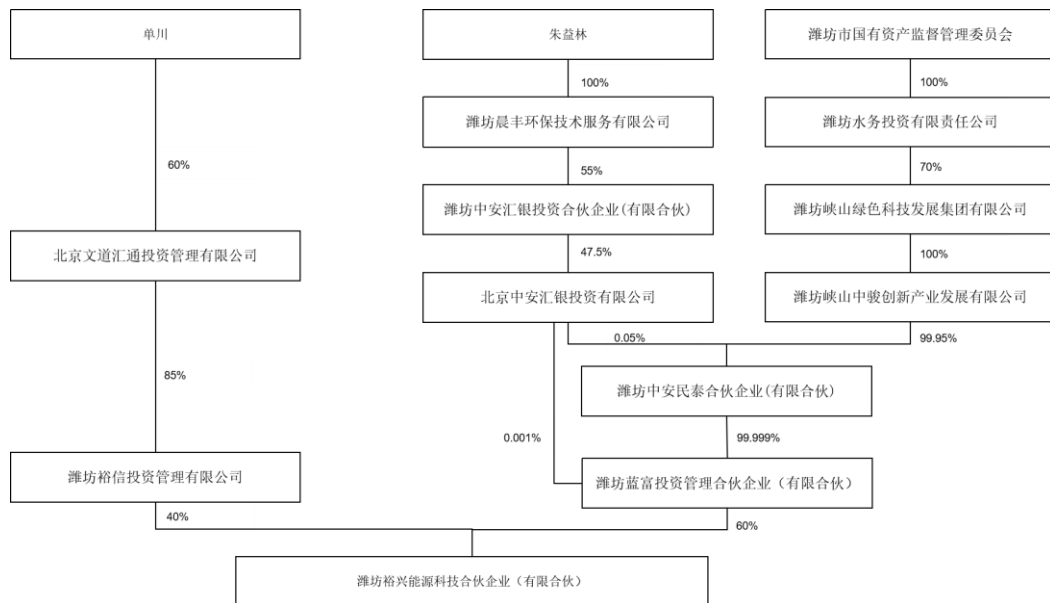 单川
朱益林
潍坊市国有资产监督管理委员会
100%
100%
潍坊晨丰环保技术服务有限公司
潍坊水务投资有限责任公司
60%
55%
70%
潍坊中安汇银投资合伙企业(有限合伙)
潍坊峡山绿色科技发展集团有限公司
北京文道汇通投资管理有限公司
47.5%
100%
北京中安汇银投资有限公司
潍坊峡山中骏创新产业发展有限公司
0.05%
99.95%
85%
潍坊中安民泰合伙企业(有限合伙)
0.001%
99.999%
潍坊裕信投资管理有限公司
潍坊蓝富投资管理合伙企业（有限合伙）
40%
60%
潍坊裕兴能源科技合伙企业（有限合伙）